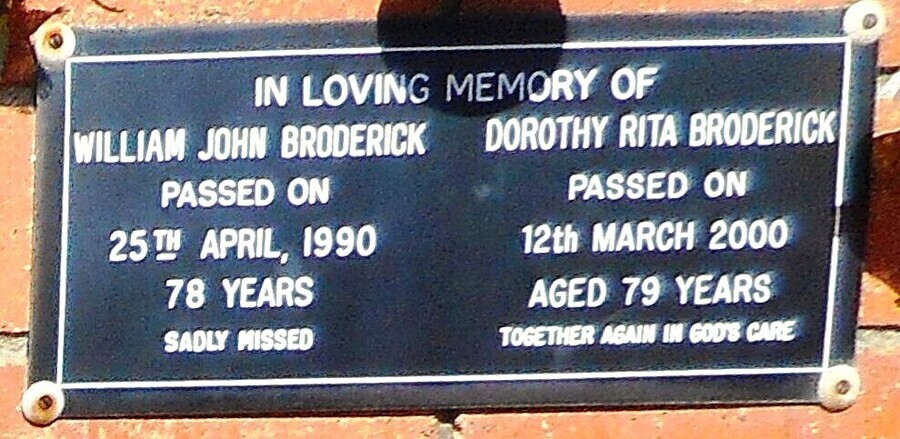 IN LOVING MEMORY OF
WILLIAM JOHN BRODERICK
PASSED ON
25TH APRIL, 1990
78 YEARS
SADLY MISSED
DOROTHY RITA BRODERICK
PASSED ON
12th MARCH 2000
AGED 79 YEARS
TOGETHER AGAIN IN GOD'S CARE